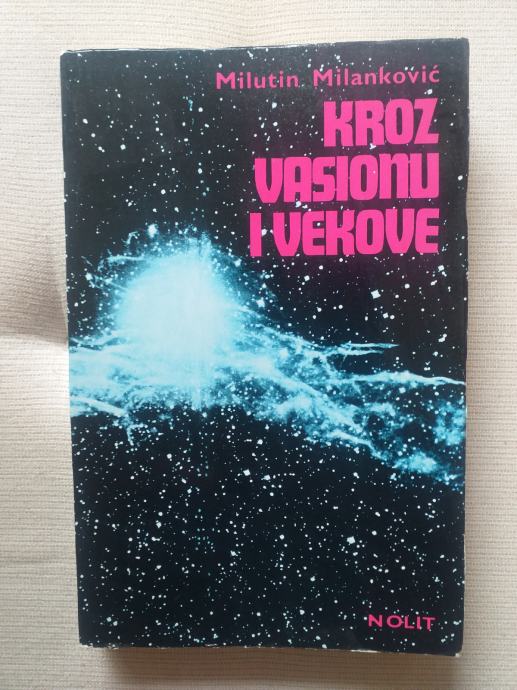 Milutin Milanković
KROZ
VASIONU
I VEKOVE
NOLIT